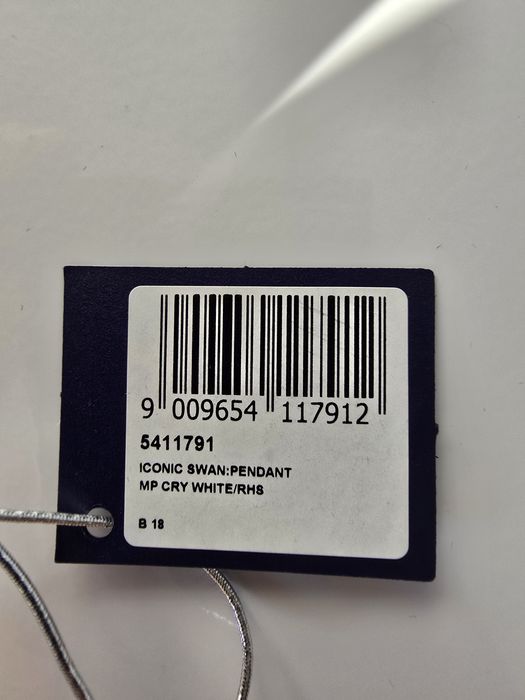 9 009654 117912
5411791
ICONIC SWAN:PENDANT
MP CRY WHITE/RHS
B 18